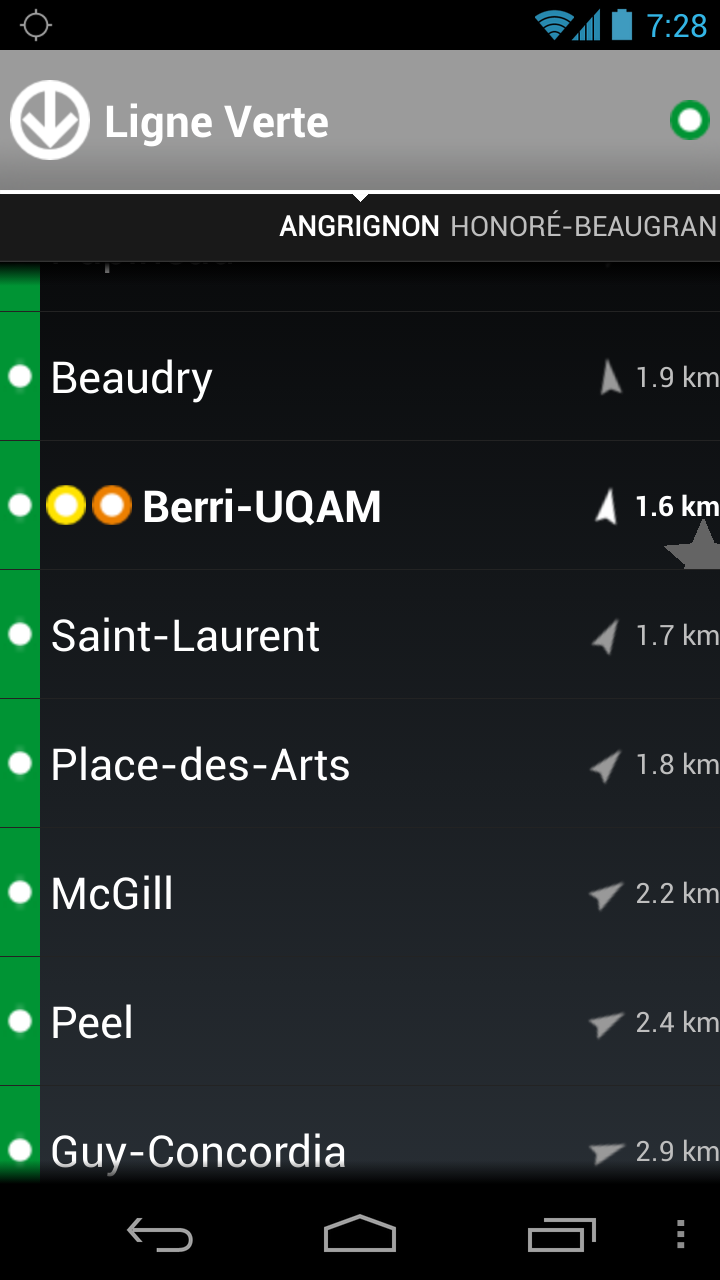 7:28
Ligne Verte
ANGRIGNON HONORÉ-BEAUGRAN
Beaudry 1.9 km
Berri-UQAM 1.6 km
Saint-Laurent 1.7 km
Place-des-Arts 1.8 km
McGill 2.2 km
Peel 2.4 km
Guy-Concordia 2.9 km